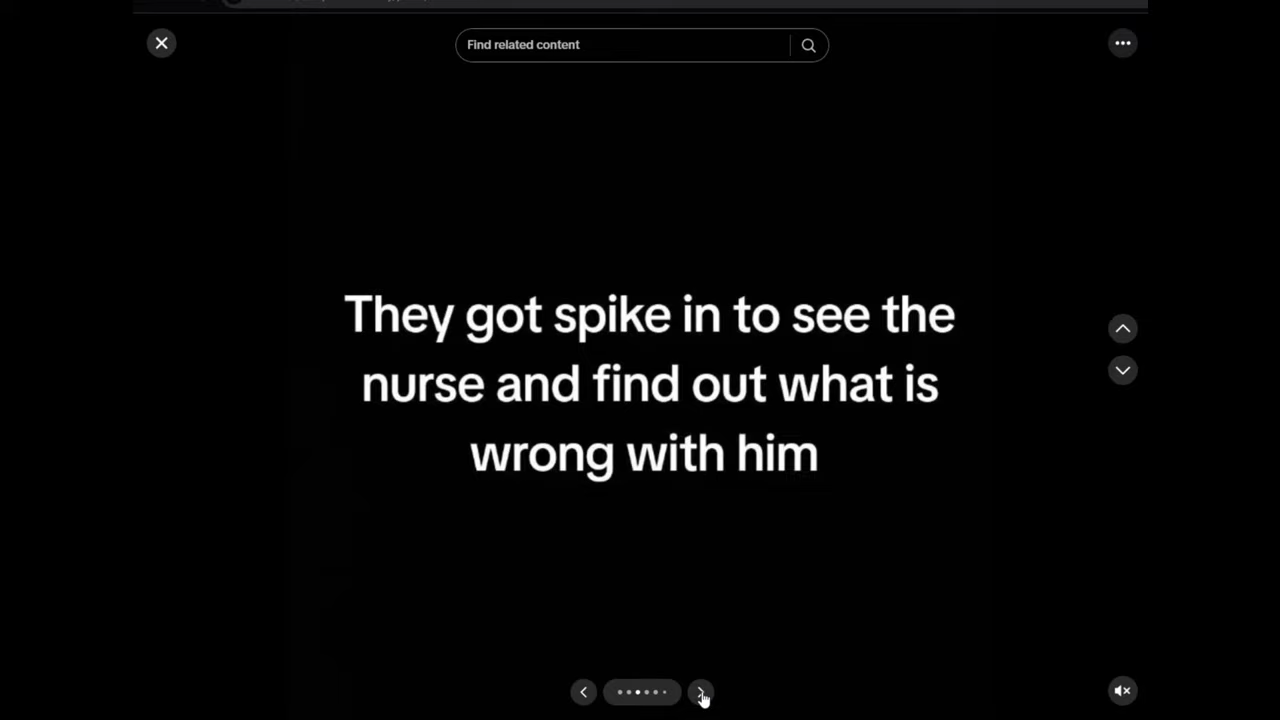 Find related content
They got spike in to see the
nurse and find out what is
wrong with him